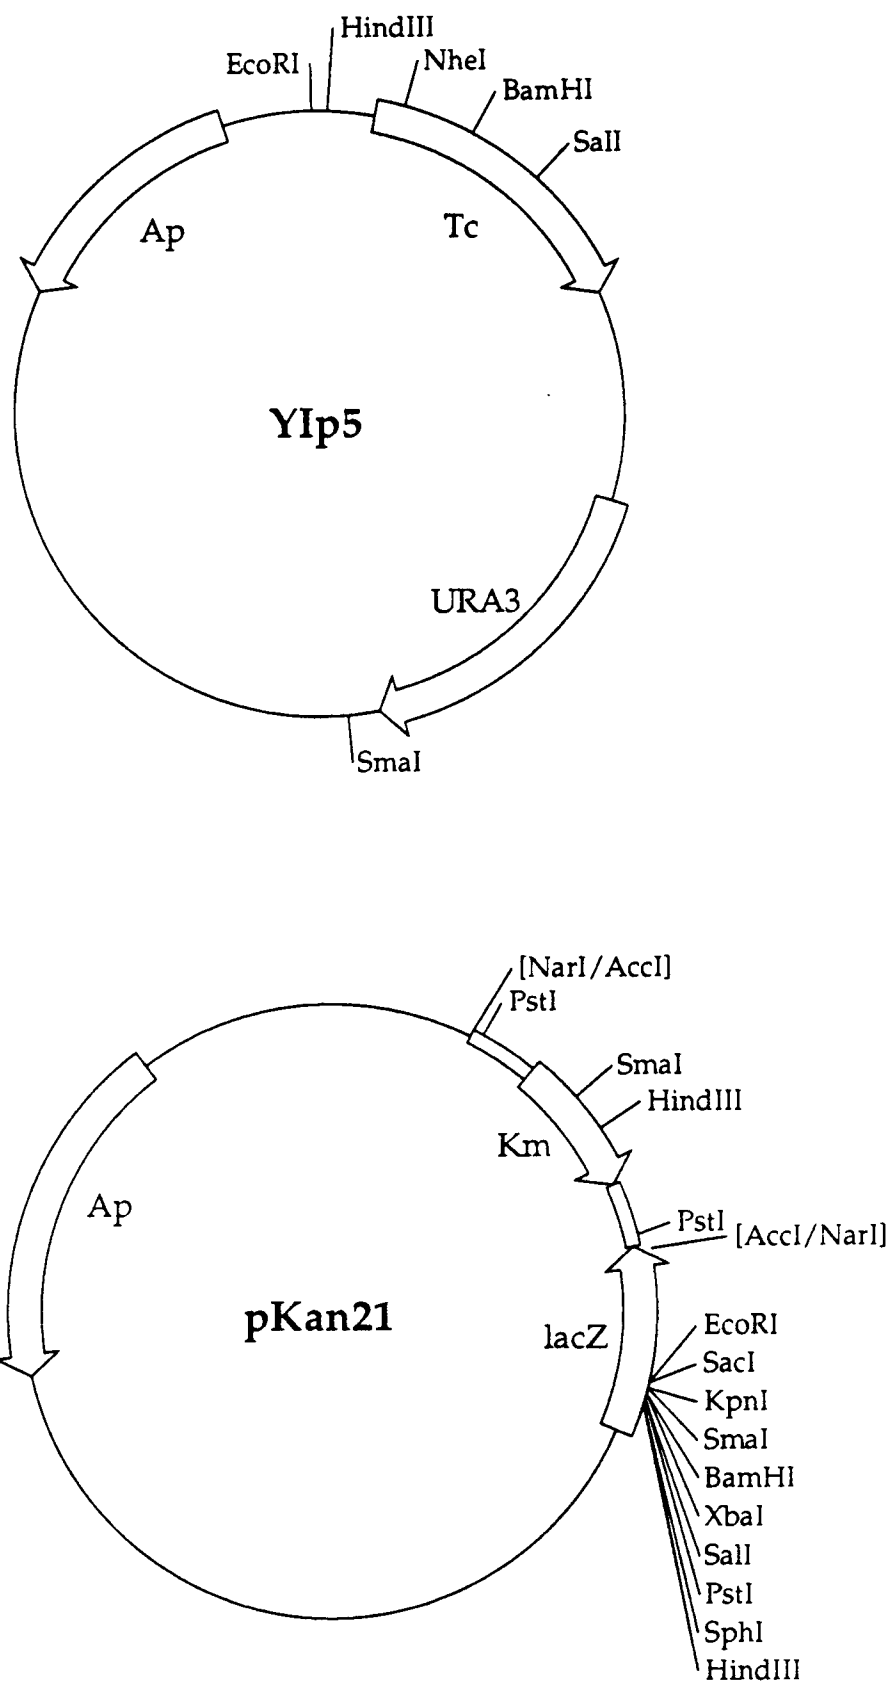 HindIII
EcoRI
NheI
BamHI
SalI
Ap
Tc
YIp5
URA3
SmaI
[NarI/AccI]
PstI
SmaI
HindIII
Km
Ap
PstI
[AccI/NarI]
pKan21
lacZ
EcoRI
SacI
KpnI
SmaI
BamHI
XbaI
SalI
PstI
SphI
HindIII